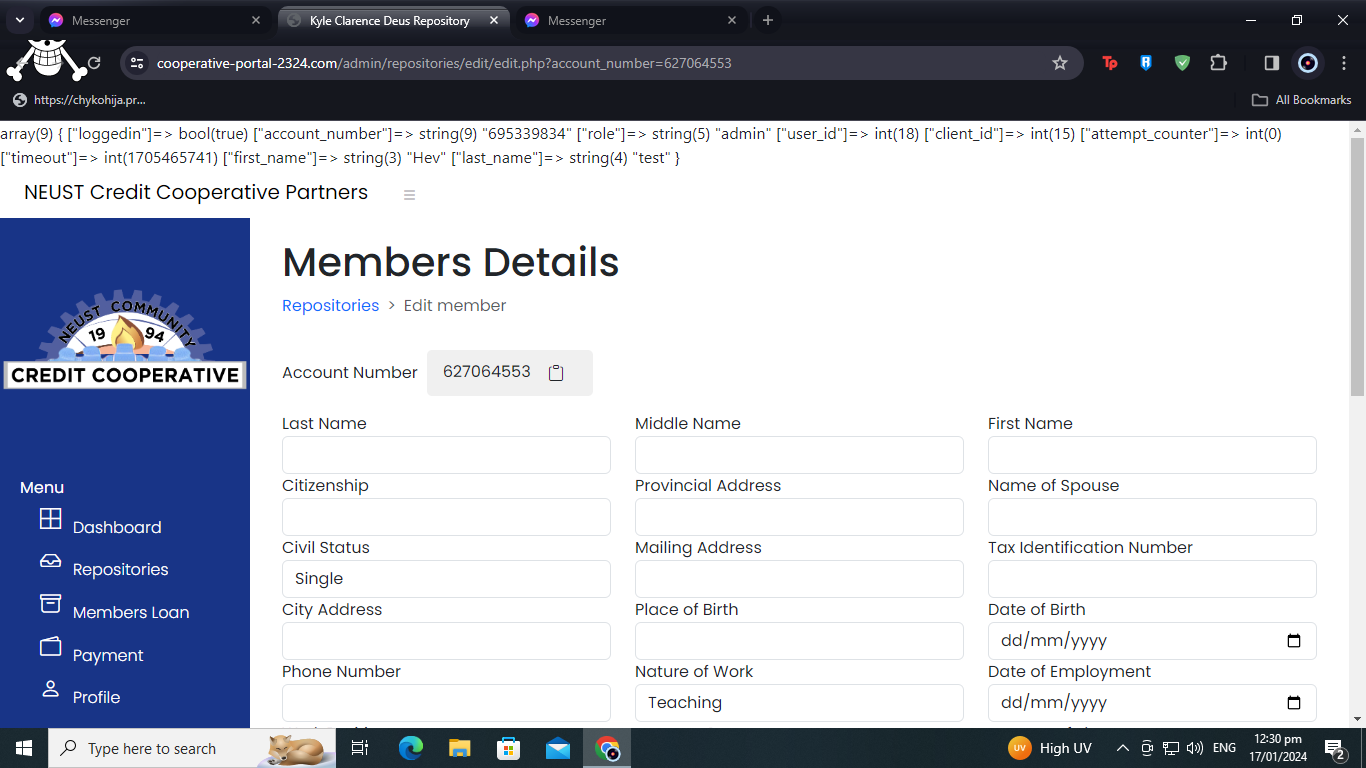 Messenger
Kyle Clarence Deus Repository
Messenger
cooperative-portal-2324.com/admin/repositories/edit/edit.php?account_number=627064553
https://chykohija.pr...
All Bookmarks
array(9) { ["loggedin"]=> bool(true) ["account_number"]=> string(9) "695339834" ["role"]=> string(5) "admin" ["user_id"]=> int(18) ["client_id"]=> int(15) ["attempt_counter"]=> int(0)
["timeout"]=> int(1705465741) ["first_name"]=> string(3) "Hev" ["last_name"]=> string(4) "test" }
NEUST Credit Cooperative Partners
NEUST COMMUNITY
19 94
CREDIT COOPERATIVE
Menu
Dashboard
Repositories
Members Loan
Payment
Profile
Members Details
Repositories > Edit member
Account Number 627064553
Last Name Middle Name First Name
Citizenship Provincial Address Name of Spouse
Civil Status Mailing Address Tax Identification Number
Single
City Address Place of Birth Date of Birth
dd/mm/yyyy
Phone Number Nature of Work Date of Employment
Teaching dd/mm/yyyy
Type here to search
UV
High UV
ENG
12:30 pm
17/01/2024
2